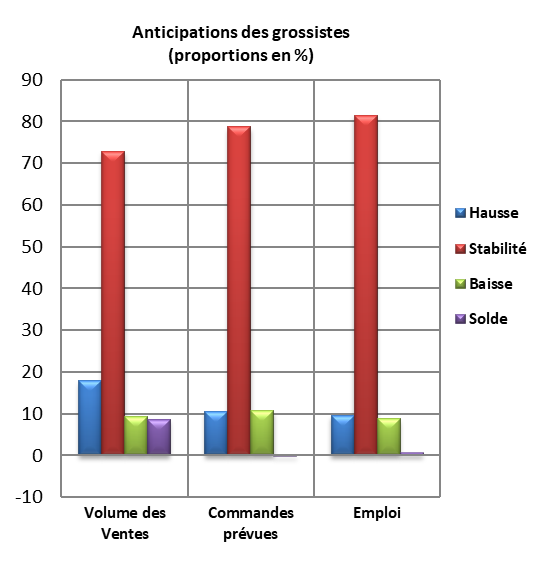 Anticipations des grossistes
(proportions en %)
90
80
70
60
50
40
30
20
10
0
-10
Volume des
Ventes
Commandes
prévues
Emploi
Hausse
Stabilité
Baisse
Solde